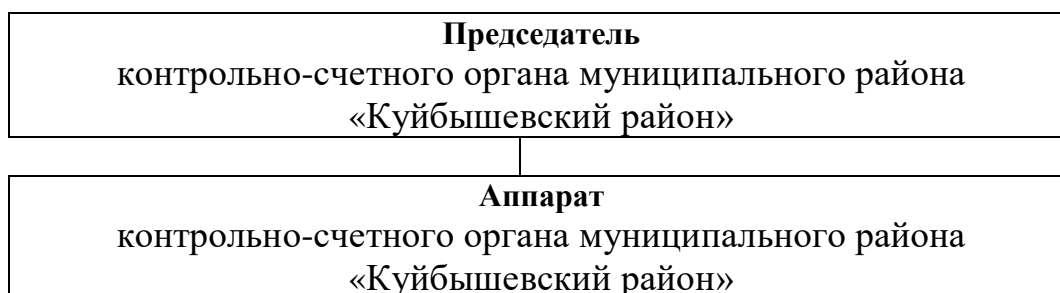 Председатель
контрольно-счетного органа муниципального района
«Куйбышевский район»
Аппарат
контрольно-счетного органа муниципального района
«Куйбышевский район»